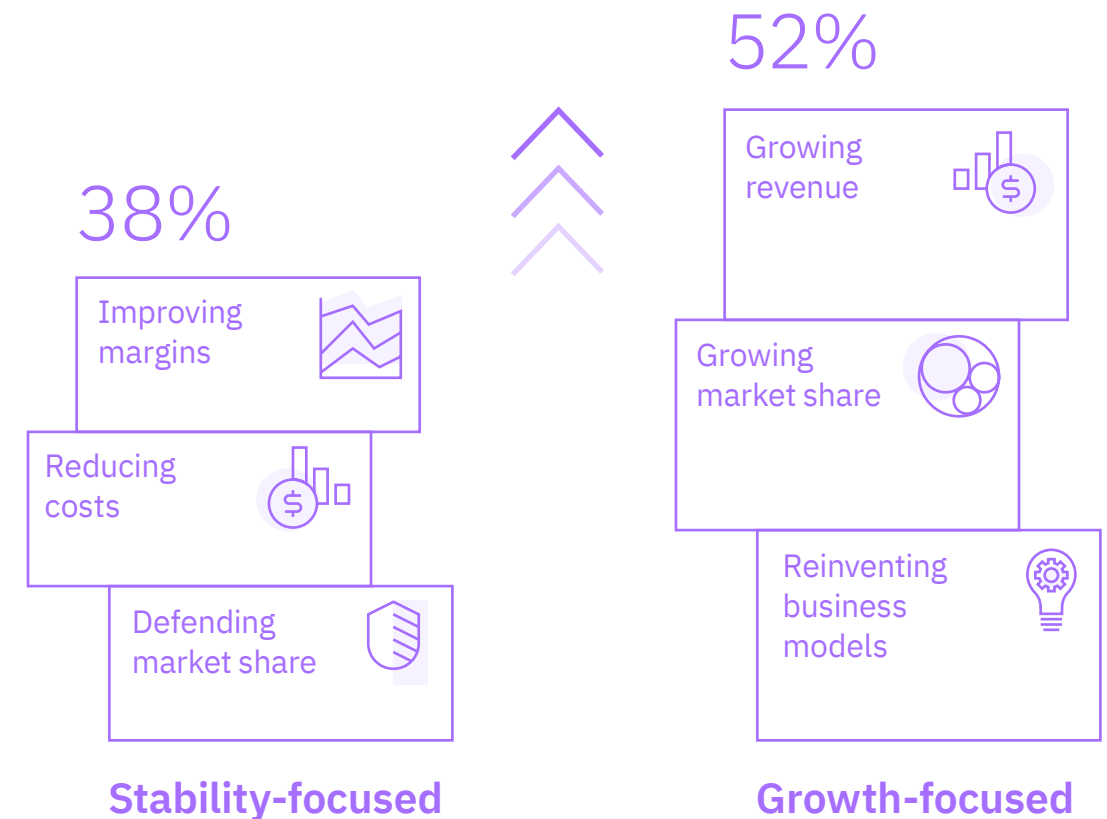 38%
Improving
margins
Reducing
costs
Defending
market share
Stability-focused
52%
Growing
revenue
$
Growing
market share
Reinventing
business
models
Growth-focused
$